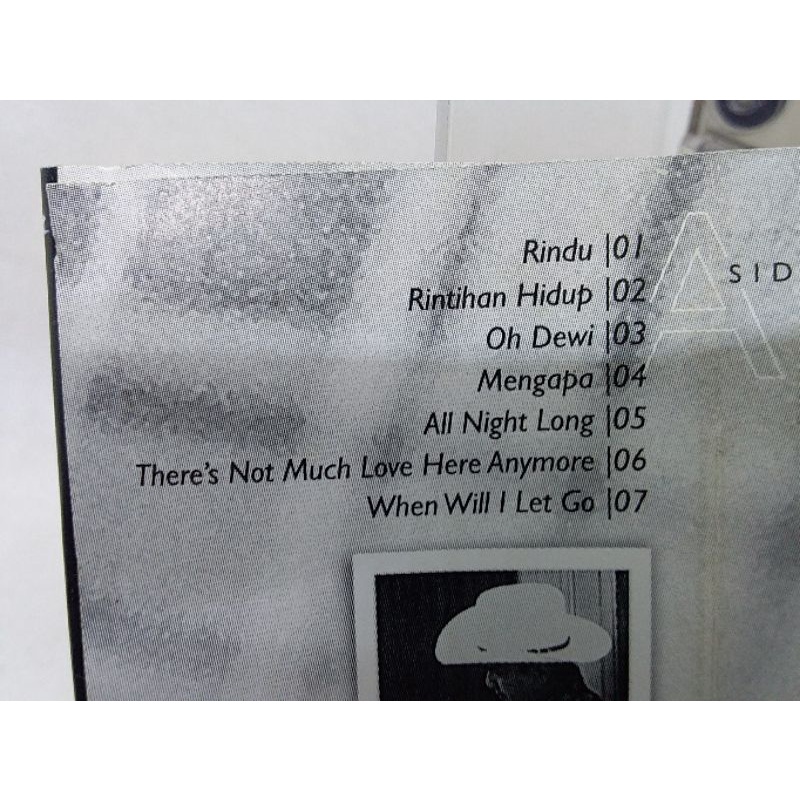 Rindu |01
Rintihan Hidup |02
Oh Dewi |03
Mengapa |04
All Night Long |05
There's Not Much Love Here Anymore |06
When Will I Let Go |07
A
SID